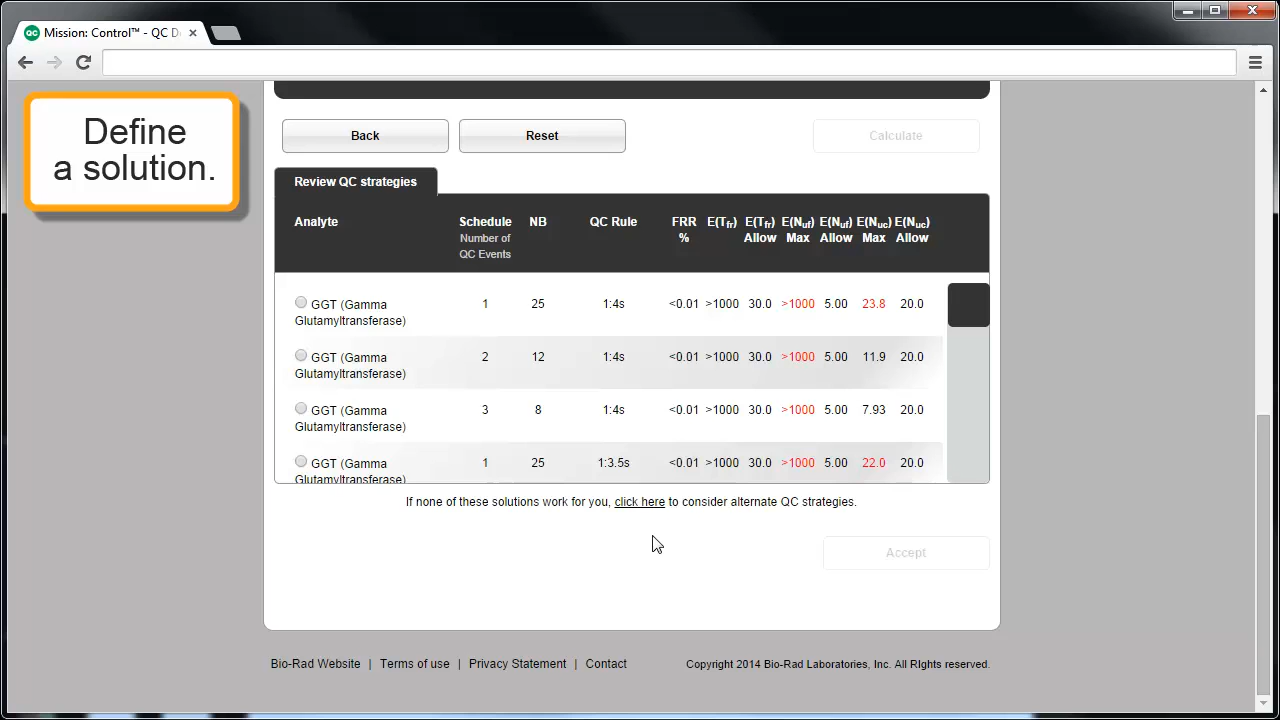 QC Mission: Control™ - QC D
Define
a solution.
Back
Reset
Calculate
Review QC strategies
Analyte Schedule NB QC Rule FRR E(Tfr) E(Tfr) E(Nuf) E(Nuf) E(Nuc) E(Nuc)
Number of % Allow Max Allow Max Allow
QC Events
GGT (Gamma 1 25 1:4s <0.01 >1000 30.0 >1000 5.00 23.8 20.0
Glutamyltransferase)
GGT (Gamma 2 12 1:4s <0.01 >1000 30.0 >1000 5.00 11.9 20.0
Glutamyltransferase)
GGT (Gamma 3 8 1:4s <0.01 >1000 30.0 >1000 5.00 7.93 20.0
Glutamyltransferase)
GGT (Gamma 1 25 1:3.5s <0.01 >1000 30.0 >1000 5.00 22.0 20.0
Glutamyltransferase)
If none of these solutions work for you, click here to consider alternate QC strategies.
Accept
Bio-Rad Website | Terms of use | Privacy Statement | Contact
Copyright 2014 Bio-Rad Laboratories, Inc. All RIghts reserved.